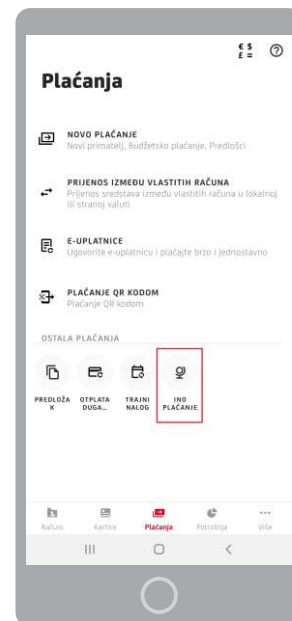 € $
£ =
?
Plaćanja
NOVO PLAĆANJE
Novi primatelj, Budžetsko plaćanje, Predlošci
PRIJENOS IZMEĐU VLASTITIH RAČUNA
Prijenos sredstava između vlastitih računa u lokalnoj
ili stranoj valuti
E-UPLATNICE
Ugovorite e-uplatnicu i plaćajte brzo i jednostavno
PLAĆANJE QR KODOM
Plaćanje QR kodom
OSTALA PLAĆANJA
PREDLOŽA
K
OTPLATA
DUGA...
TRAJNI
NALOG
INO
PLAĆANJE
Računi Kartice Plaćanja Potrošnja Više